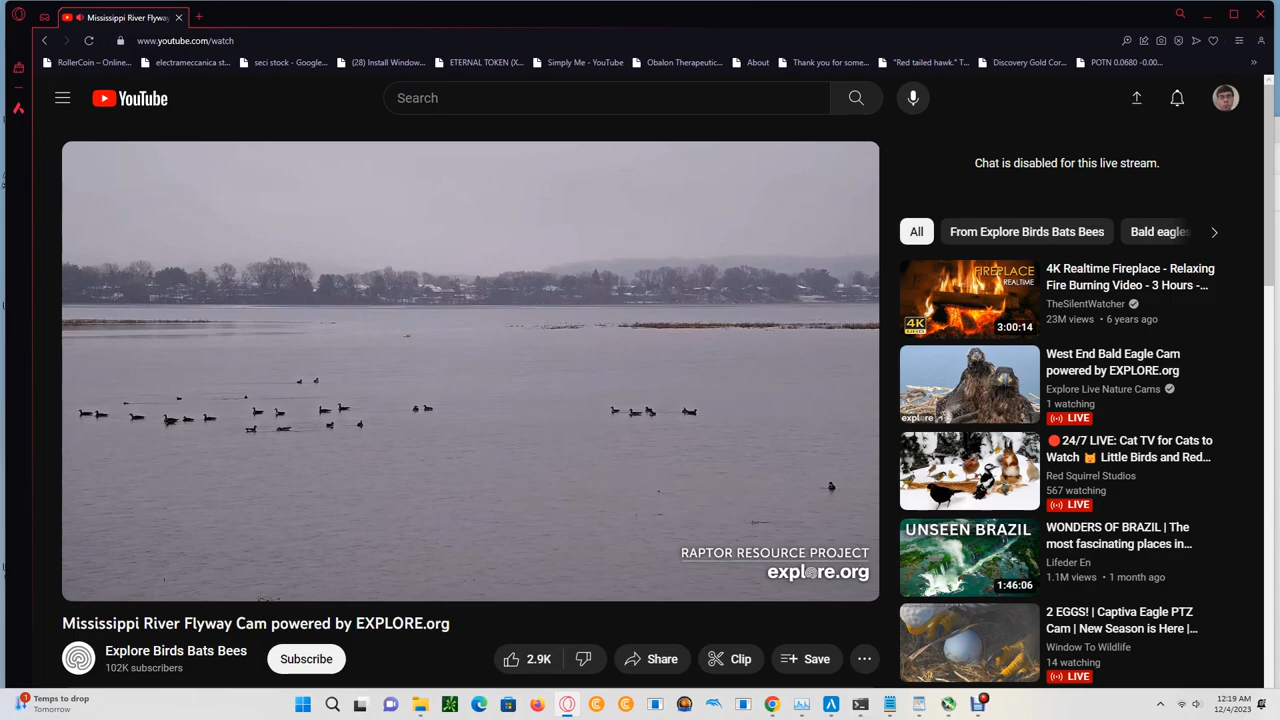 Mississippi River Flyway
www.youtube.com/watch
RollerCoin – Online...
electrameccanica st...
seci stock - Google...
(28) Install Window...
ETERNAL TOKEN (X...
Simply Me - YouTube
Obalon Therapeutic...
About
Thank you for some...
"Red tailed hawk." T...
Discovery Gold Cor...
POTN 0.0680 -0.00...
YouTube
Search
Chat is disabled for this live stream.
All
From Explore Birds Bats Bees
Bald eagles
FIREPLACE
REALTIME
4K
UHD
3:00:14
4K Realtime Fireplace - Relaxing
Fire Burning Video - 3 Hours -...
TheSilentWatcher
23M views • 6 years ago
explore
West End Bald Eagle Cam
powered by EXPLORE.org
Explore Live Nature Cams
1 watching
LIVE
24/7 LIVE: Cat TV for Cats to
Watch 🐱 Little Birds and Red...
Red Squirrel Studios
567 watching
LIVE
UNSEEN BRAZIL
1:46:06
WONDERS OF BRAZIL | The
most fascinating places in...
Lifeder En
1.1M views • 1 month ago
2 EGGS! | Captiva Eagle PTZ
Cam | New Season is Here |...
Window To Wildlife
14 watching
LIVE
RAPTOR RESOURCE PROJECT
explore.org
Mississippi River Flyway Cam powered by EXPLORE.org
Explore Birds Bats Bees
102K subscribers
Subscribe
2.9K
Share
Clip
Save
1
Temps to drop
Tomorrow
12:19 AM
12/4/2023